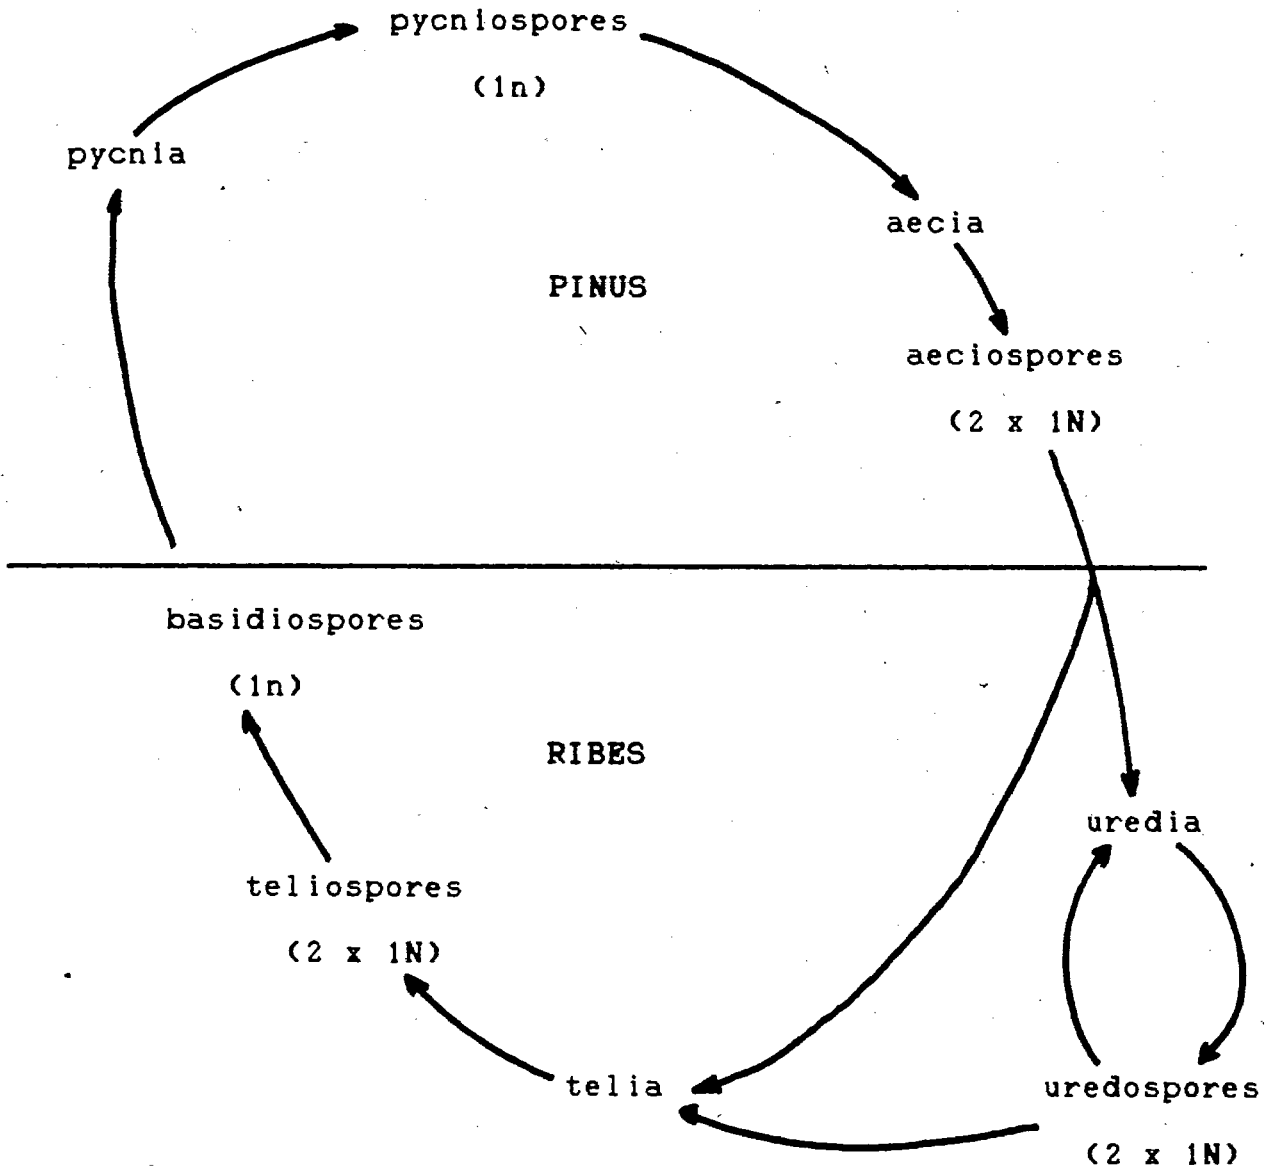 pycniospores
(1n)
pycnia
aecia
PINUS
aeciospores
(2 x 1N)
basidiospores
(1n)
RIBES
uredia
teliospores
(2 x 1N)
telia
uredospores
(2 x 1N)